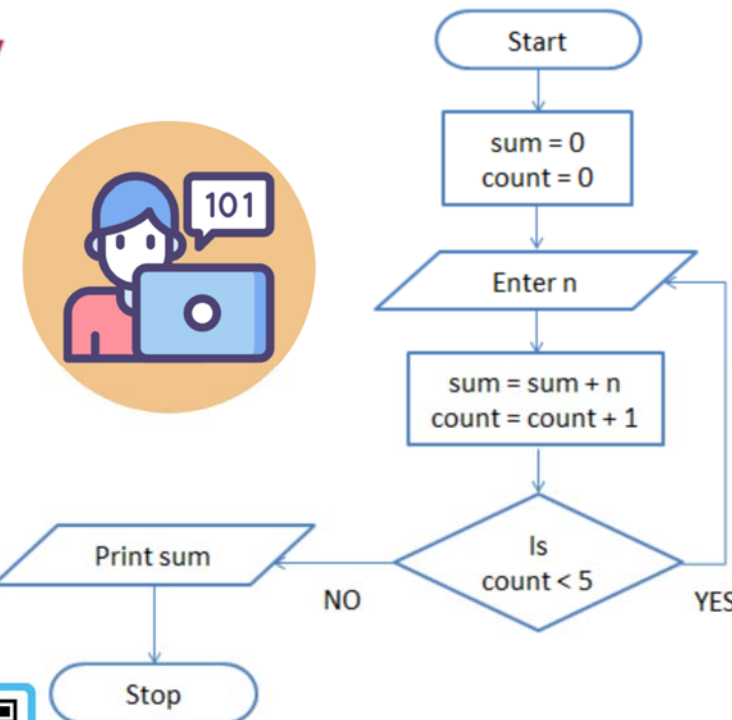 Start
sum = 0
count = 0
101
Enter n
sum = sum + n
count = count + 1
Is
count < 5
Print sum
NO
YES
Stop